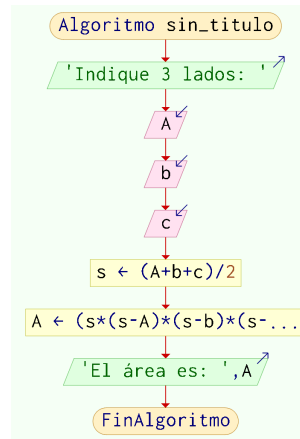 Algoritmo sin_titulo
'Indique 3 lados: '
A
b
c
s ← (A+b+c)/2
A ← (s*(s-A)*(s-b)*(s-...
'El área es: ',A
FinAlgoritmo